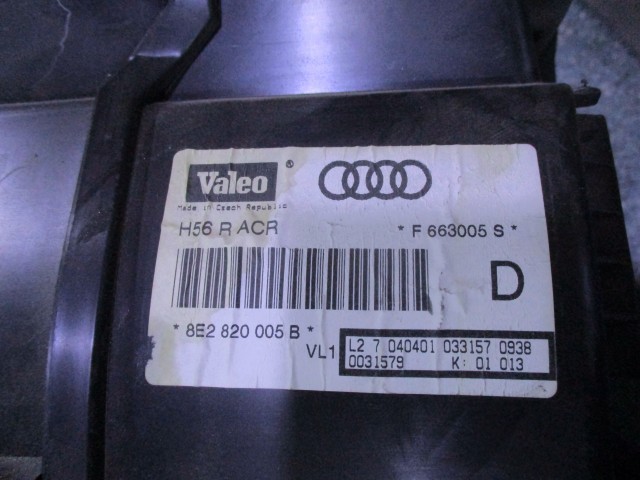 Valeo ®
Made in Czech Republic
H56 R ACR * F 663005 S *
D
* 8E2 820 005 B *
VL1 L2 7 040401 033157 0938
0031579 K: 01 013